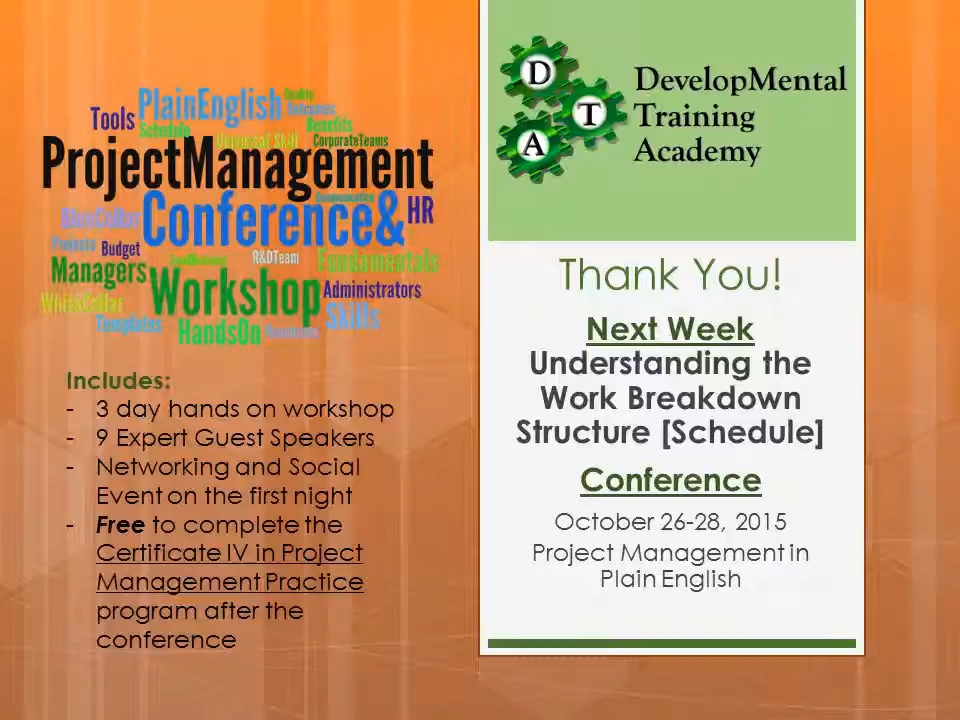 PlainEnglish Quality
Tools Outcomes
Schedule Benefits
Universal Skill CorporateTeams
ProjectManagement
Communication
Conference& HR
BlueCollar
Projects Budget R&DTeam Fundamentals
Managers
Workshop Administrators
WhiteCollar
Templates Skills
HandsOn
Includes:
- 3 day hands on workshop
- 9 Expert Guest Speakers
- Networking and Social
Event on the first night
- Free to complete the
Certificate IV in Project
Management Practice
program after the
conference
D
T
A
DevelopMental
Training
Academy
Thank You!
Next Week
Understanding the
Work Breakdown
Structure [Schedule]
Conference
October 26-28, 2015
Project Management in
Plain English